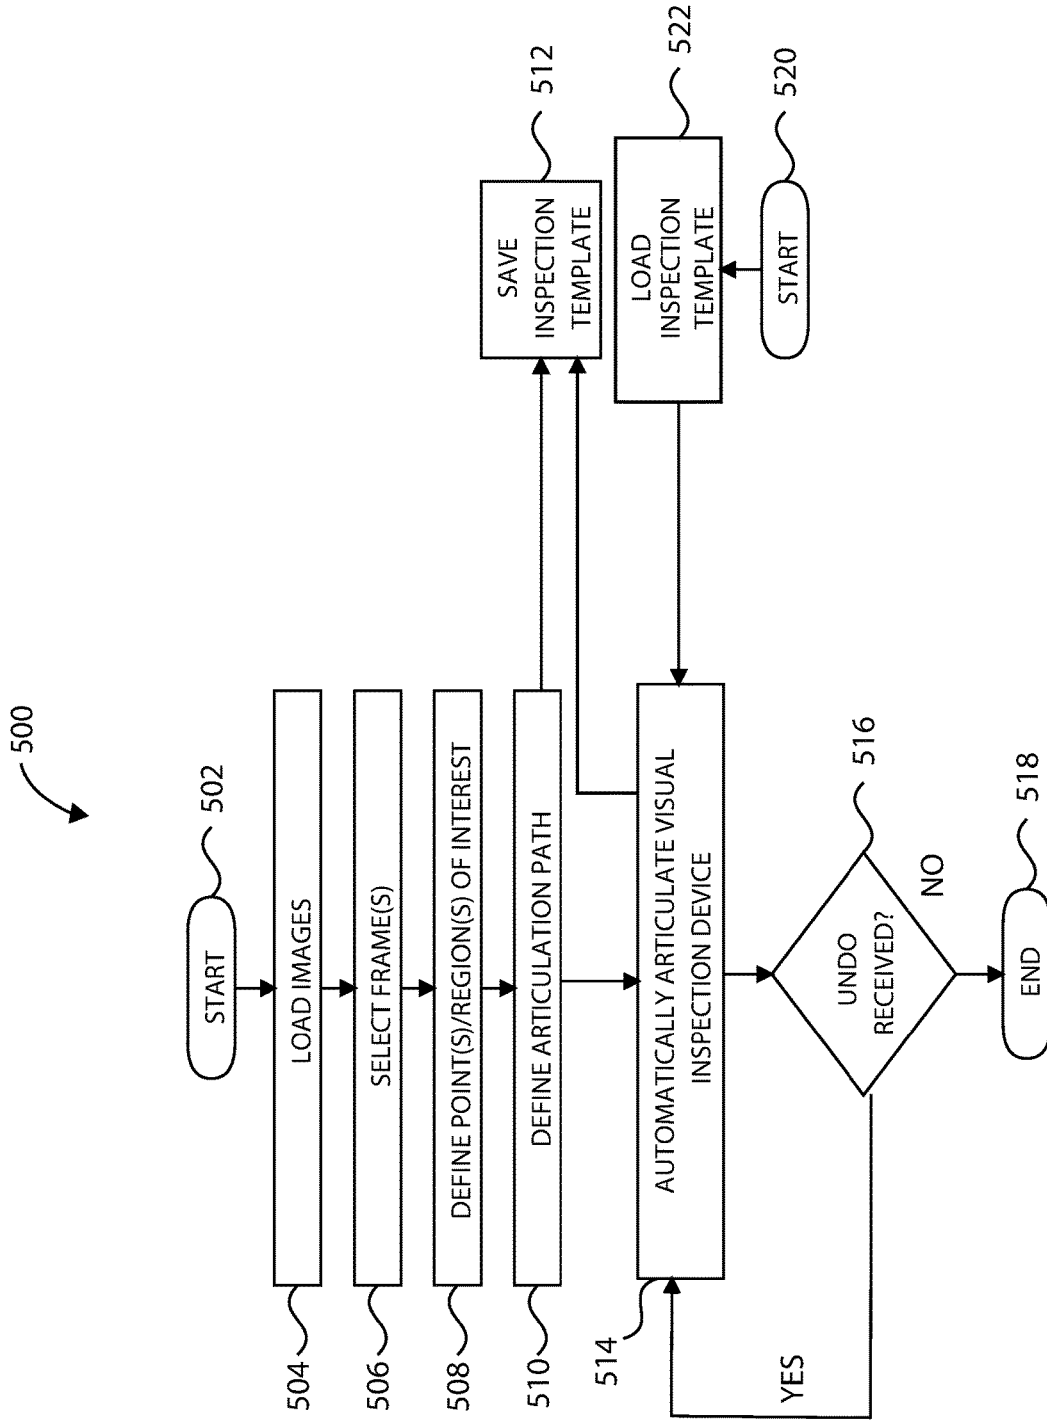 500
502
START
504
LOAD IMAGES
506
SELECT FRAME(S)
508
DEFINE POINT(S)/REGION(S) OF INTEREST
510
DEFINE ARTICULATION PATH
512
SAVE
INSPECTION
TEMPLATE
514
AUTOMATICALLY ARTICULATE VISUAL
INSPECTION DEVICE
522
LOAD
INSPECTION
TEMPLATE
520
START
516
UNDO
RECEIVED?
YES
NO
518
END